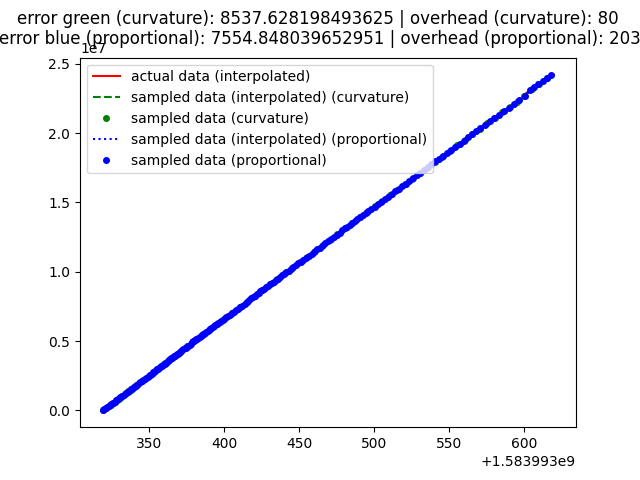 error green (curvature): 8537.628198493625 | overhead (curvature): 80
error blue (proportional): 7554.848039652951 | overhead (proportional): 203
1e7
actual data (interpolated)
sampled data (interpolated) (curvature)
sampled data (curvature)
sampled data (interpolated) (proportional)
sampled data (proportional)
2.5
2.0
1.5
1.0
0.5
0.0
350
400
450
500
550
600
+1.583993e9